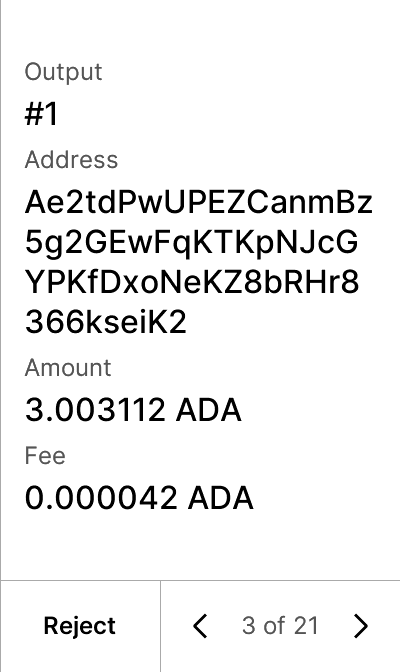 Output
#1
Address
Ae2tdPwUPEZCanmBz
5g2GEwFqKTKpNJcG
YPKfDxoNeKZ8bRHr8
366kseiK2
Amount
3.003112 ADA
Fee
0.000042 ADA
Reject
3 of 21